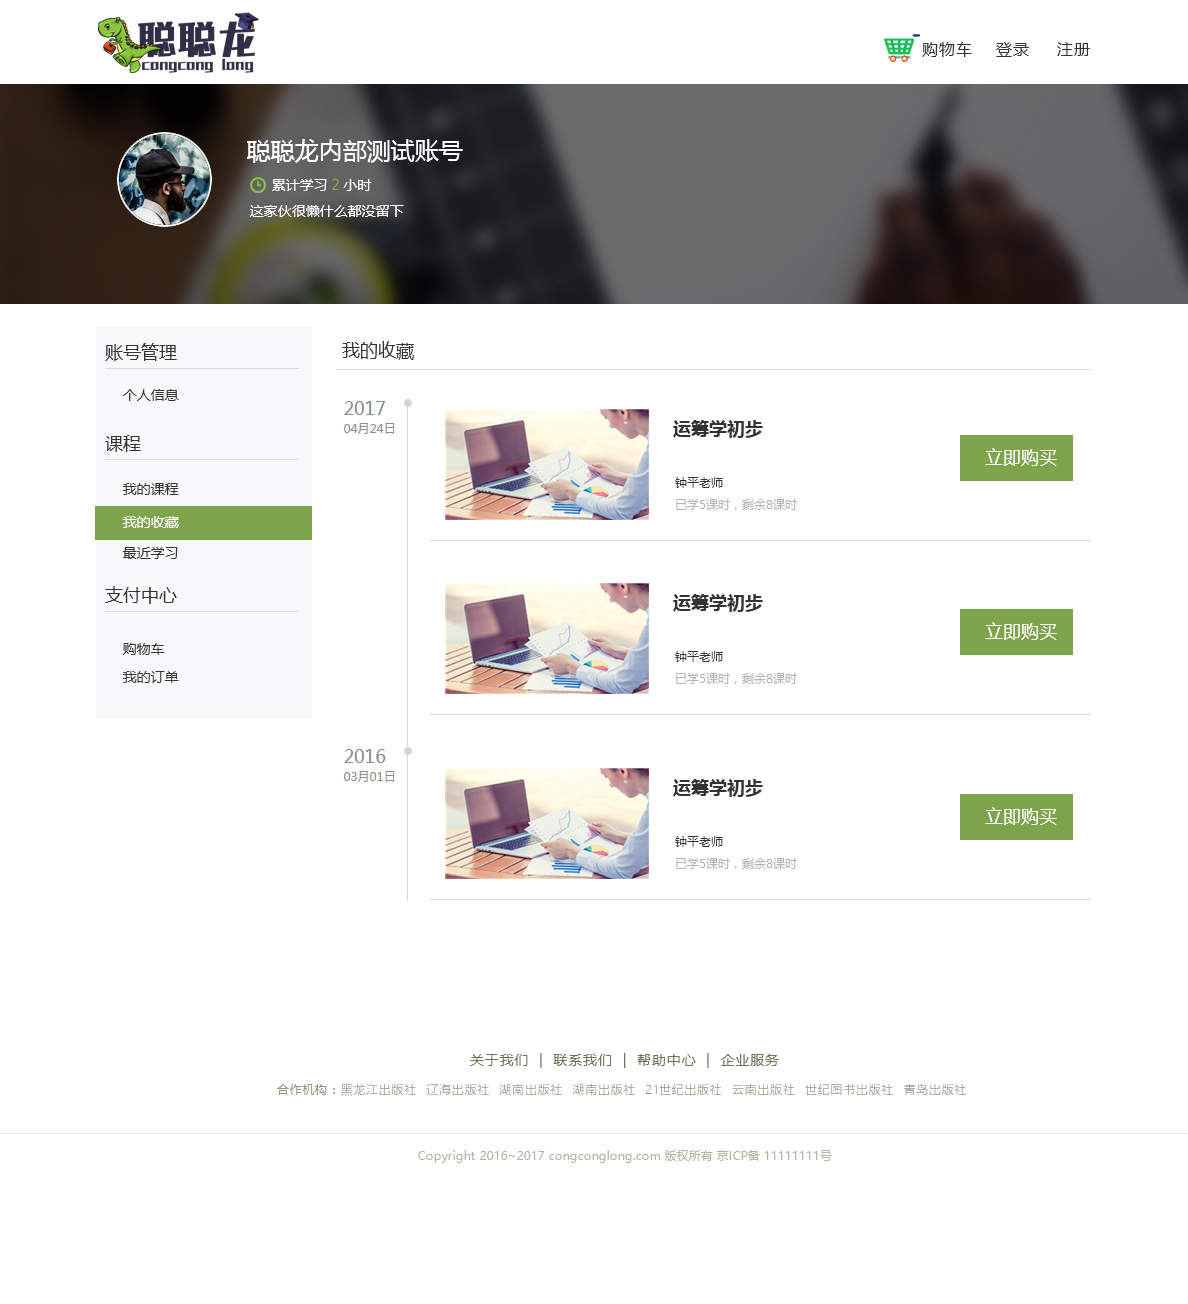 聪聪龙
congcong long
购物车 登录 注册
聪聪龙内部测试账号
累计学习 2 小时
这家伙很懒什么都没留下
账号管理
个人信息
课程
我的课程
我的收藏
最近学习
支付中心
购物车
我的订单
我的收藏
2017
04月24日
运筹学初步
钟平老师
已学5课时，剩余8课时
立即购买
运筹学初步
钟平老师
已学5课时，剩余8课时
立即购买
2016
03月01日
运筹学初步
钟平老师
已学5课时，剩余8课时
立即购买
关于我们 | 联系我们 | 帮助中心 | 企业服务
合作机构：黑龙江出版社 辽海出版社 湖南出版社 湖南出版社 21世纪出版社 云南出版社 世纪图书出版社 青岛出版社
Copyright 2016~2017 congconglong.com 版权所有 京ICP备 11111111号